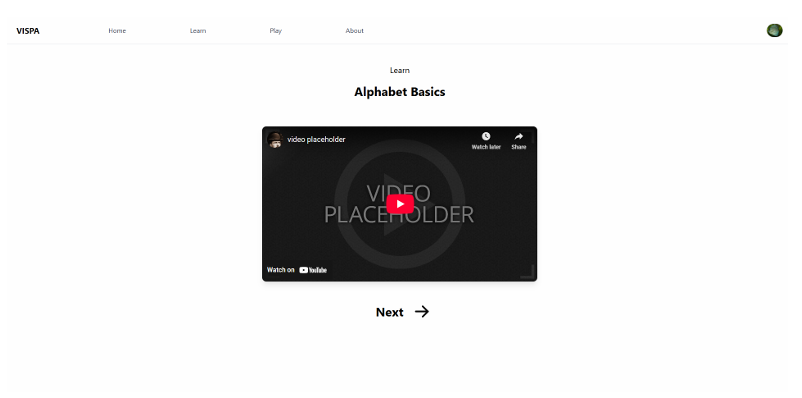 VISPA Home Learn Play About
Learn
Alphabet Basics
video placeholder
Watch later Share
VIDEO
PLACEHOLDER
Watch on YouTube
Next